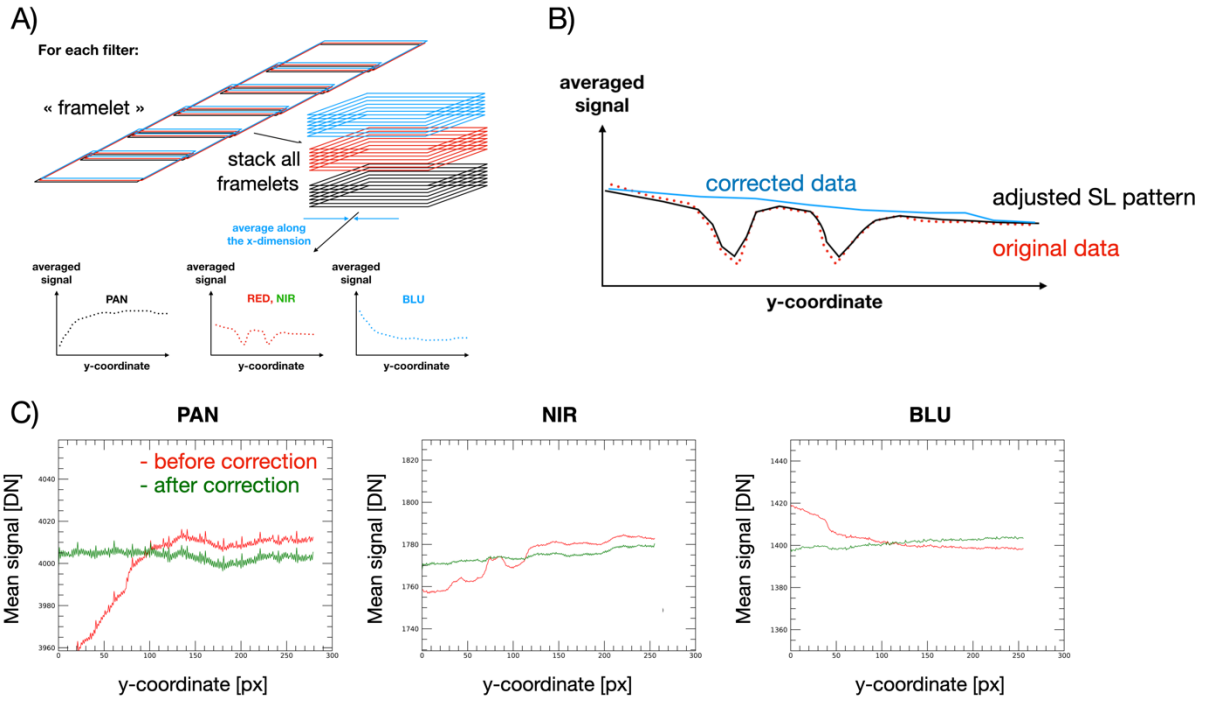 A)
For each filter:
« framelet »
stack all
framelets
average along
the x-dimension
averaged
signal
PAN
y-coordinate
averaged
signal
RED, NIR
y-coordinate
averaged
signal
BLU
y-coordinate
B)
averaged
signal
corrected data
adjusted SL pattern
original data
y-coordinate
C)
PAN
- before correction
- after correction
Mean signal [DN]
4040
4020
4000
3980
3960
0 50 100 150 200 250 300
y-coordinate [px]
NIR
Mean signal [DN]
1820
1800
1780
1760
1740
0 50 100 150 200 250 300
y-coordinate [px]
BLU
Mean signal [DN]
1440
1420
1400
1380
1360
0 50 100 150 200 250 300
y-coordinate [px]